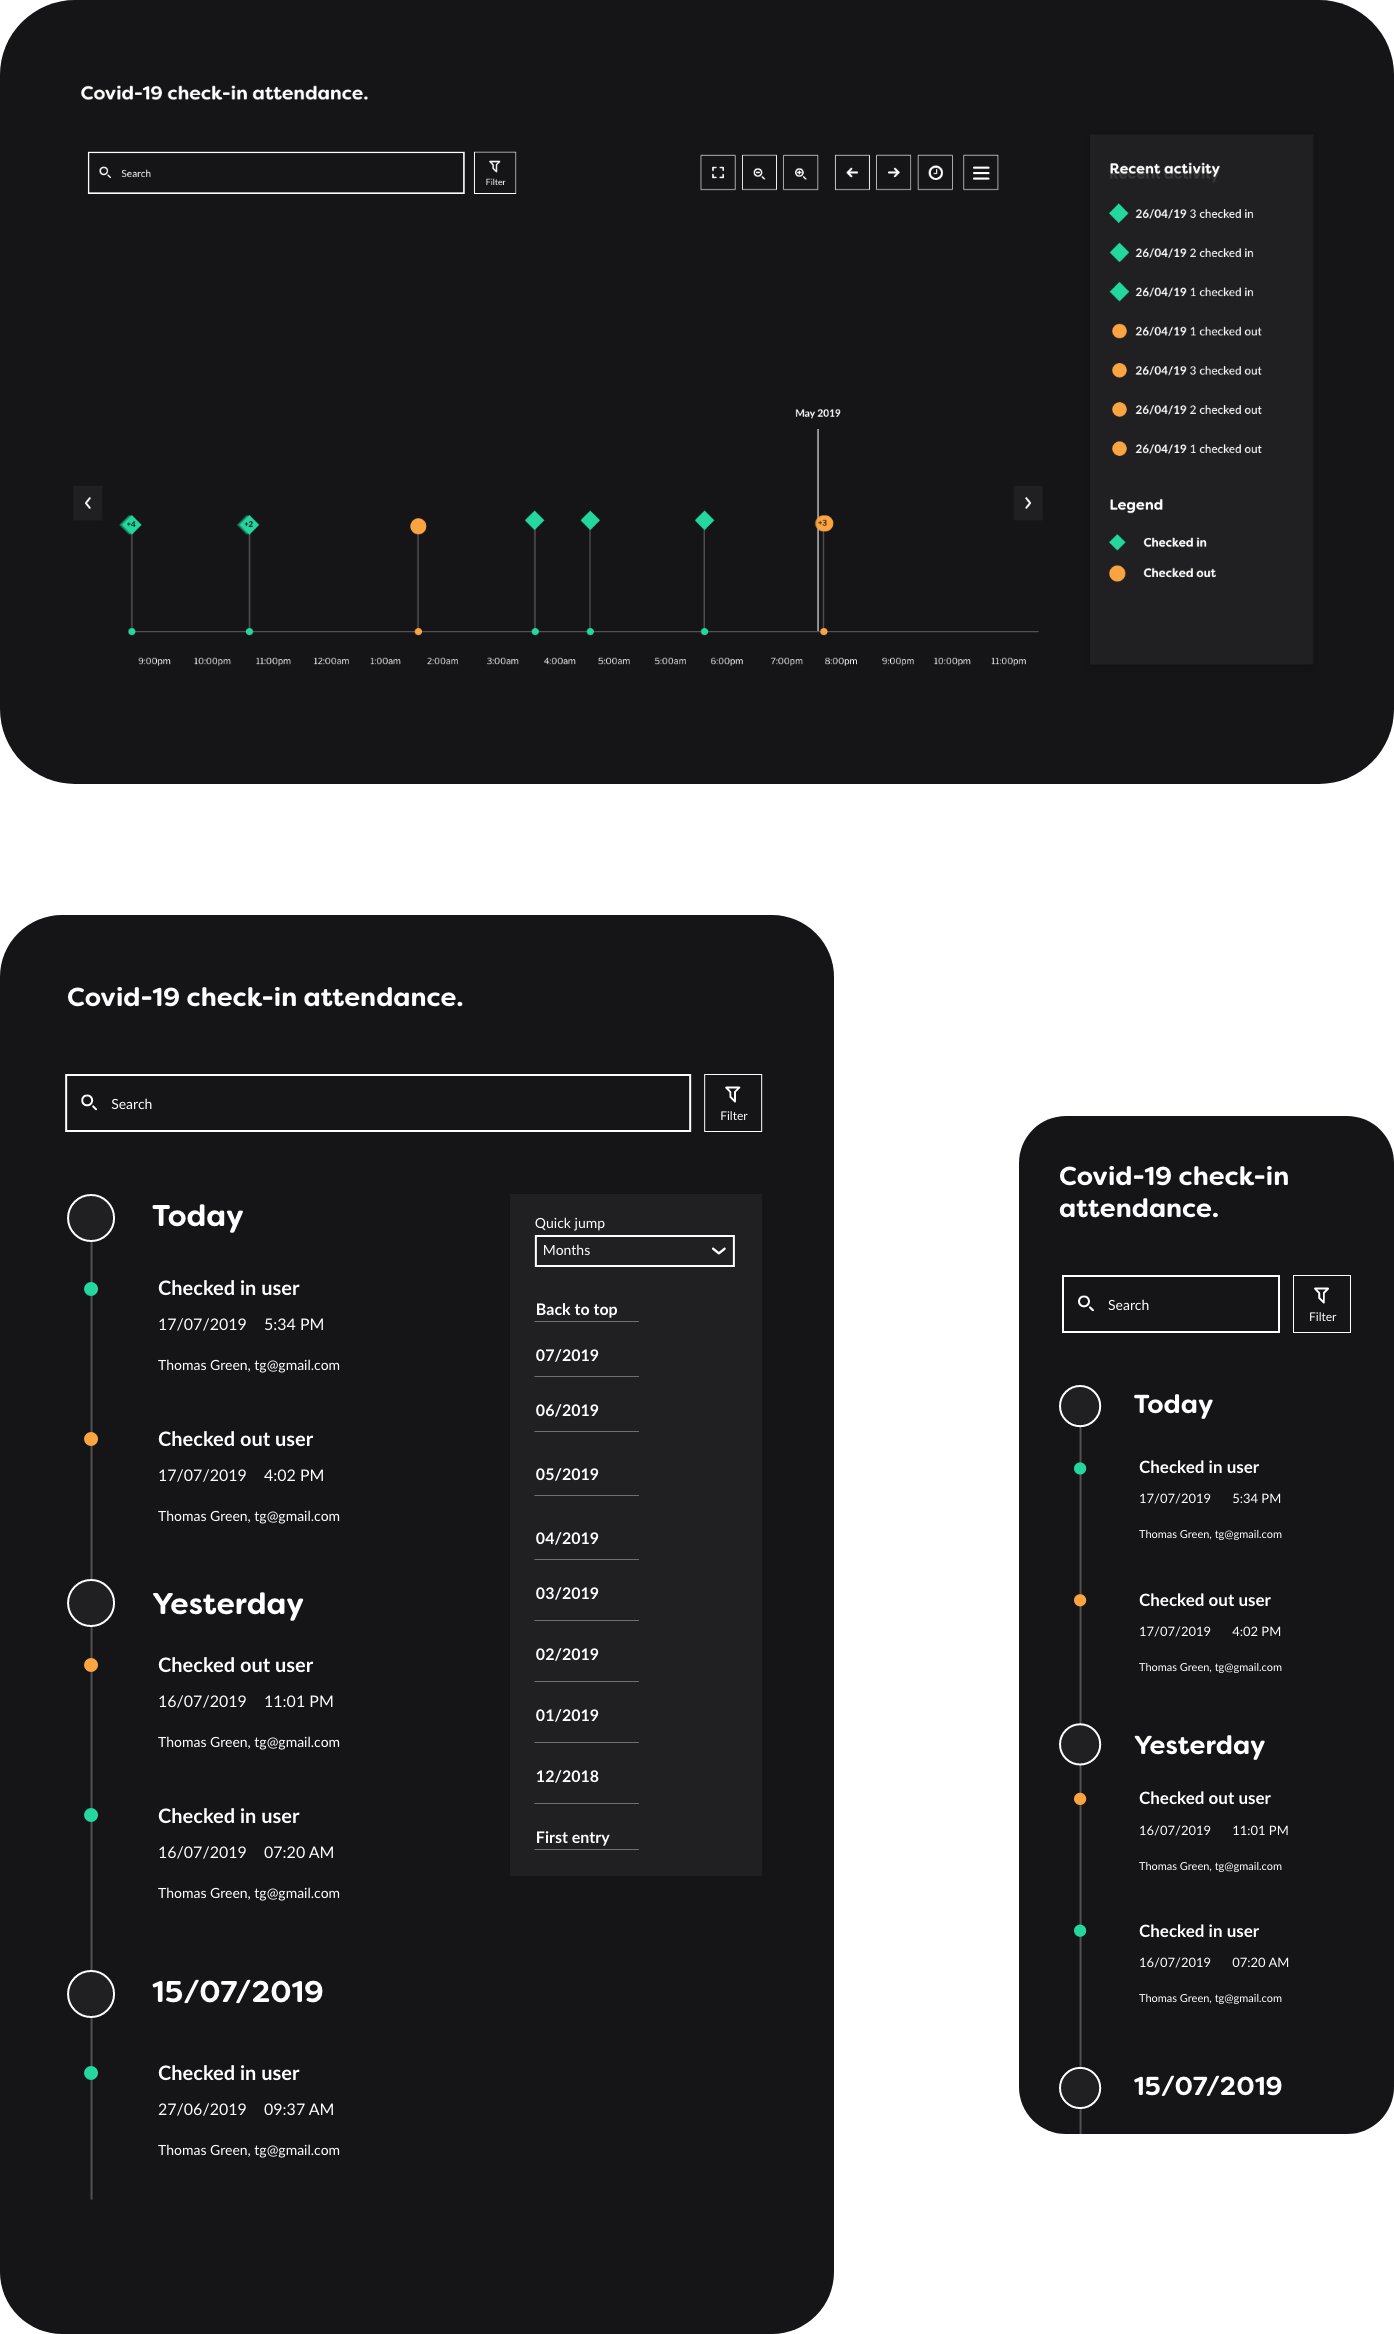 Covid-19 check-in attendance.
Search
Filter
Recent activity
26/04/19 3 checked in
26/04/19 2 checked in
26/04/19 1 checked in
26/04/19 1 checked out
26/04/19 3 checked out
26/04/19 2 checked out
26/04/19 1 checked out
Legend
Checked in
Checked out
May 2019
+4
+2
+3
9:00pm 10:00pm 11:00pm 12:00am 1:00am 2:00am 3:00am 4:00am 5:00am 5:00am 6:00pm 7:00pm 8:00pm 9:00pm 10:00pm 11:00pm
Covid-19 check-in attendance.
Search
Filter
Today
Checked in user
17/07/2019 5:34 PM
Thomas Green, tg@gmail.com
Checked out user
17/07/2019 4:02 PM
Thomas Green, tg@gmail.com
Yesterday
Checked out user
16/07/2019 11:01 PM
Thomas Green, tg@gmail.com
Checked in user
16/07/2019 07:20 AM
Thomas Green, tg@gmail.com
15/07/2019
Checked in user
27/06/2019 09:37 AM
Thomas Green, tg@gmail.com
Quick jump
Months
Back to top
07/2019
06/2019
05/2019
04/2019
03/2019
02/2019
01/2019
12/2018
First entry
Covid-19 check-in
attendance.
Search
Filter
Today
Checked in user
17/07/2019 5:34 PM
Thomas Green, tg@gmail.com
Checked out user
17/07/2019 4:02 PM
Thomas Green, tg@gmail.com
Yesterday
Checked out user
16/07/2019 11:01 PM
Thomas Green, tg@gmail.com
Checked in user
16/07/2019 07:20 AM
Thomas Green, tg@gmail.com
15/07/2019